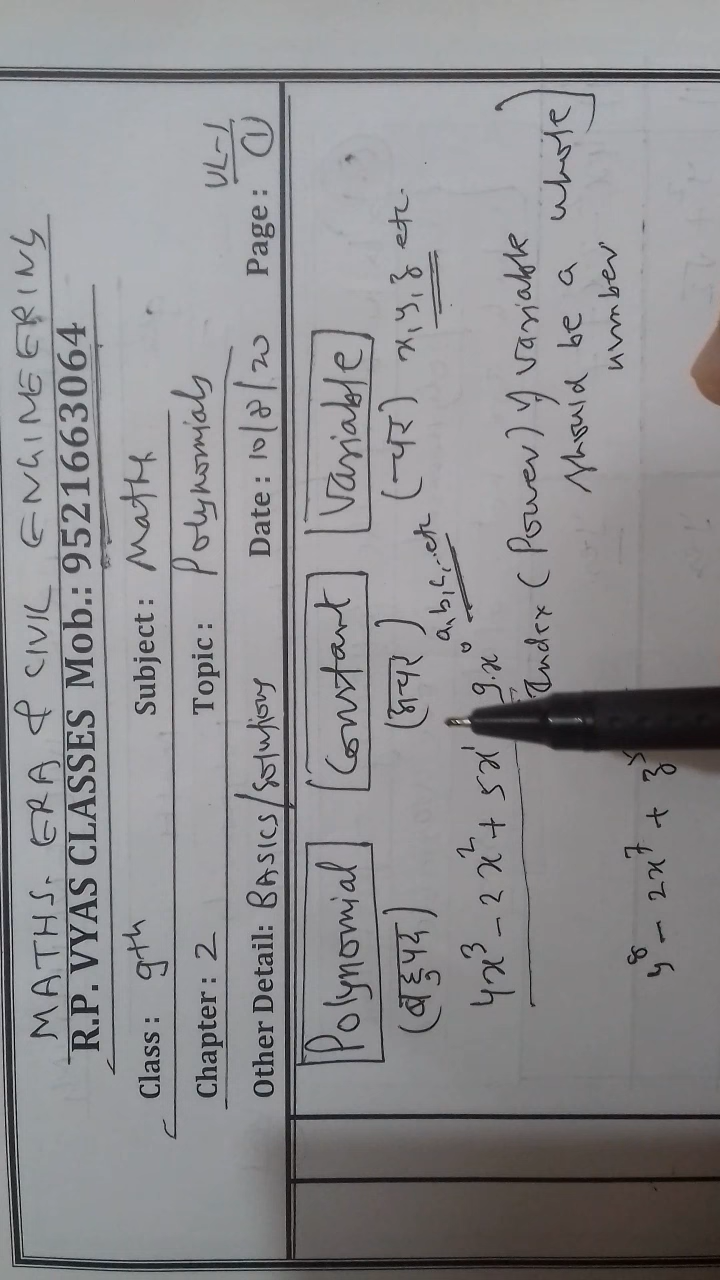 MATHS. ERA & CIVIL ENGINEERING
R.P. VYAS CLASSES Mob.: 9521663064
Class: 9th Subject: Maths
Chapter: 2 Topic: Polynomials VL-1
Other Detail: BASICS/Solutions Date: 10/8/20 Page: 1
Polynomial Constant Variable
(बहुपद) (अचर) (चर) x, y, z etc.
a, b, c, ... etc
4x³ - 2x² + 5x¹ 9.x⁰
Index (Power) of variable
should be a whole
number
y⁸ - 2x⁷ + z⁵